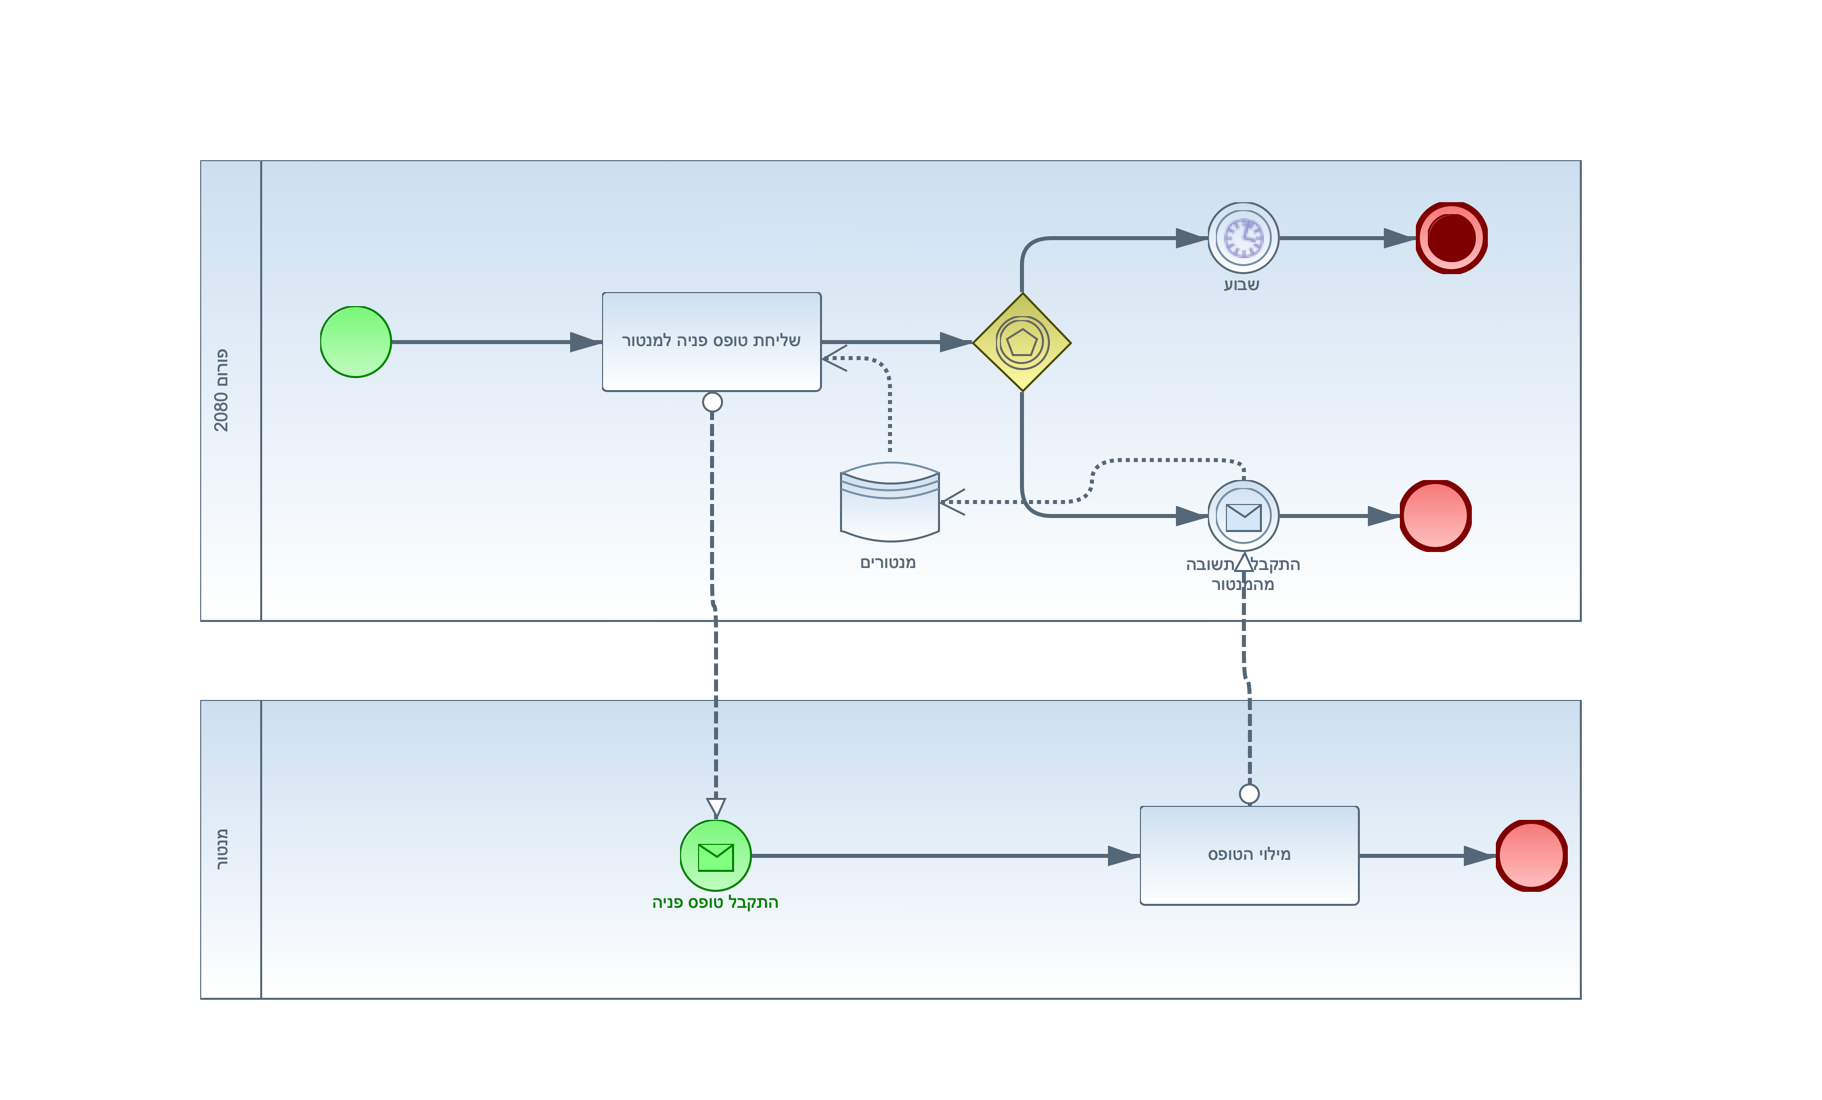 פורום 2080
שבוע
שליחת טופס פניה למנטור
מנטורים
התקבלה תשובה
מהמנטור
מנטור
מילוי הטופס
התקבל טופס פניה